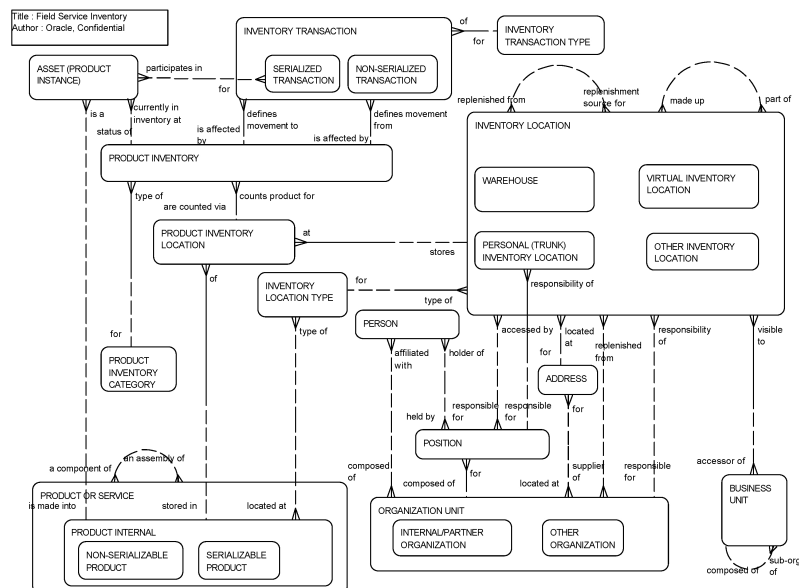 Title : Field Service Inventory
Author : Oracle, Confidential
INVENTORY TRANSACTION
of
for
INVENTORY
TRANSACTION TYPE
ASSET (PRODUCT
INSTANCE)
participates in
for
SERIALIZED
TRANSACTION
NON-SERIALIZED
TRANSACTION
is a
currently in
inventory at
status of
defines
movement to
is affected
by
defines movement
from
is affected by
replenished from
replenishment
source for
made up
part of
INVENTORY LOCATION
WAREHOUSE
VIRTUAL INVENTORY
LOCATION
PERSONAL (TRUNK)
INVENTORY LOCATION
OTHER INVENTORY
LOCATION
PRODUCT INVENTORY
type of
counts product for
are counted via
PRODUCT INVENTORY
LOCATION
at
stores
of
INVENTORY
LOCATION TYPE
for
type of
type of
responsibility of
PERSON
affiliated
with
holder of
accessed by
located
at
for
replenished
from
responsibility
of
visible
to
for
PRODUCT
INVENTORY
CATEGORY
ADDRESS
for
held by
responsible
for
responsible
for
POSITION
for
composed
of
composed of
located at
supplier
of
responsible
for
accessor of
BUSINESS
UNIT
composed of
sub-org
of
ORGANIZATION UNIT
INTERNAL/PARTNER
ORGANIZATION
OTHER
ORGANIZATION
a component of
an assembly of
PRODUCT OR SERVICE
is made into
stored in
located at
PRODUCT INTERNAL
NON-SERIALIZABLE
PRODUCT
SERIALIZABLE
PRODUCT